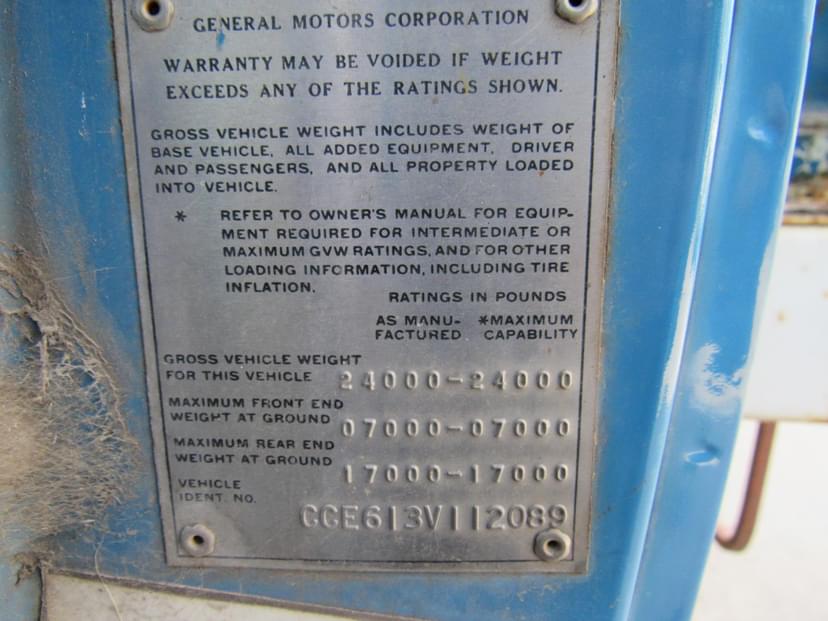 GENERAL MOTORS CORPORATION
WARRANTY MAY BE VOIDED IF WEIGHT
EXCEEDS ANY OF THE RATINGS SHOWN.
GROSS VEHICLE WEIGHT INCLUDES WEIGHT OF
BASE VEHICLE, ALL ADDED EQUIPMENT, DRIVER
AND PASSENGERS, AND ALL PROPERTY LOADED
INTO VEHICLE.
* REFER TO OWNER'S MANUAL FOR EQUIP-
MENT REQUIRED FOR INTERMEDIATE OR
MAXIMUM GVW RATINGS, AND FOR OTHER
LOADING INFORMATION, INCLUDING TIRE
INFLATION.
RATINGS IN POUNDS
AS MANU- *MAXIMUM
FACTURED CAPABILITY
GROSS VEHICLE WEIGHT
FOR THIS VEHICLE 24000-24000
MAXIMUM FRONT END
WEIGHT AT GROUND 07000-07000
MAXIMUM REAR END
WEIGHT AT GROUND 17000-17000
VEHICLE
IDENT. NO. CCE613V112089